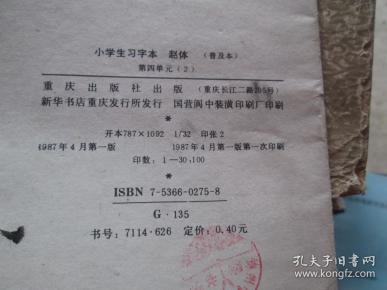 小学生习字本 赵体 (普及本)
第四单元(2)
重庆出版社出版 (重庆长江二路205号)
新华书店重庆发行所发行 国营阆中装潢印刷厂印刷
*
开本787×1092 1/32 印张2
1987年4月第一版 1987年4月第一版第一次印刷
印数:1—30,100
*
ISBN 7-5366-0275-8
G·135
书号:7114·626 定价:0.40元
孔夫子旧书网